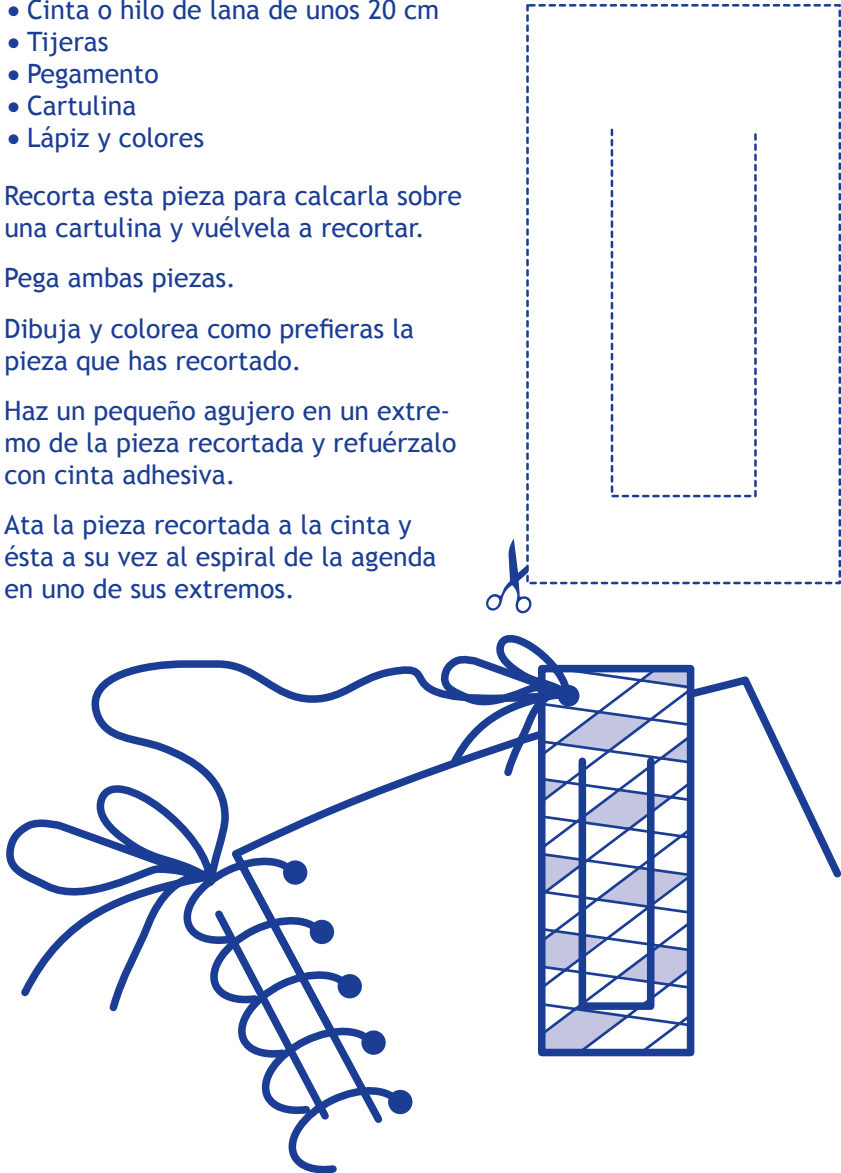 • Cinta o hilo de lana de unos 20 cm
• Tijeras
• Pegamento
• Cartulina
• Lápiz y colores
Recorta esta pieza para calcarla sobre
una cartulina y vuélvela a recortar.
Pega ambas piezas.
Dibuja y colorea como prefieras la
pieza que has recortado.
Haz un pequeño agujero en un extre-
mo de la pieza recortada y refuérzalo
con cinta adhesiva.
Ata la pieza recortada a la cinta y
ésta a su vez al espiral de la agenda
en uno de sus extremos.